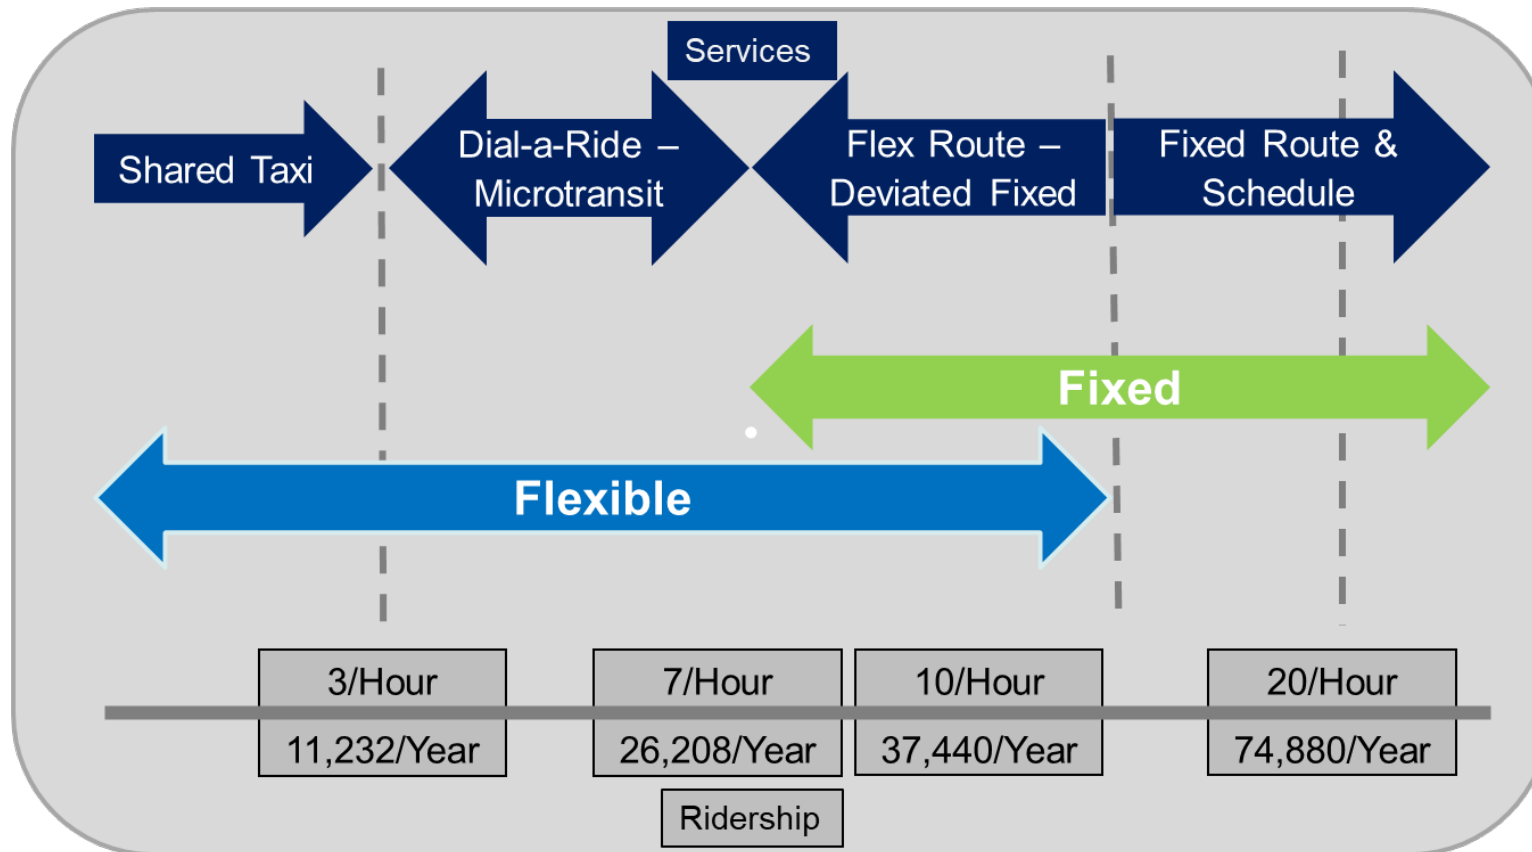 Services
Shared Taxi
Dial-a-Ride –
Microtransit
Flex Route –
Deviated Fixed
Fixed Route &
Schedule
Fixed
Flexible
3/Hour
7/Hour
10/Hour
20/Hour
11,232/Year
26,208/Year
37,440/Year
74,880/Year
Ridership